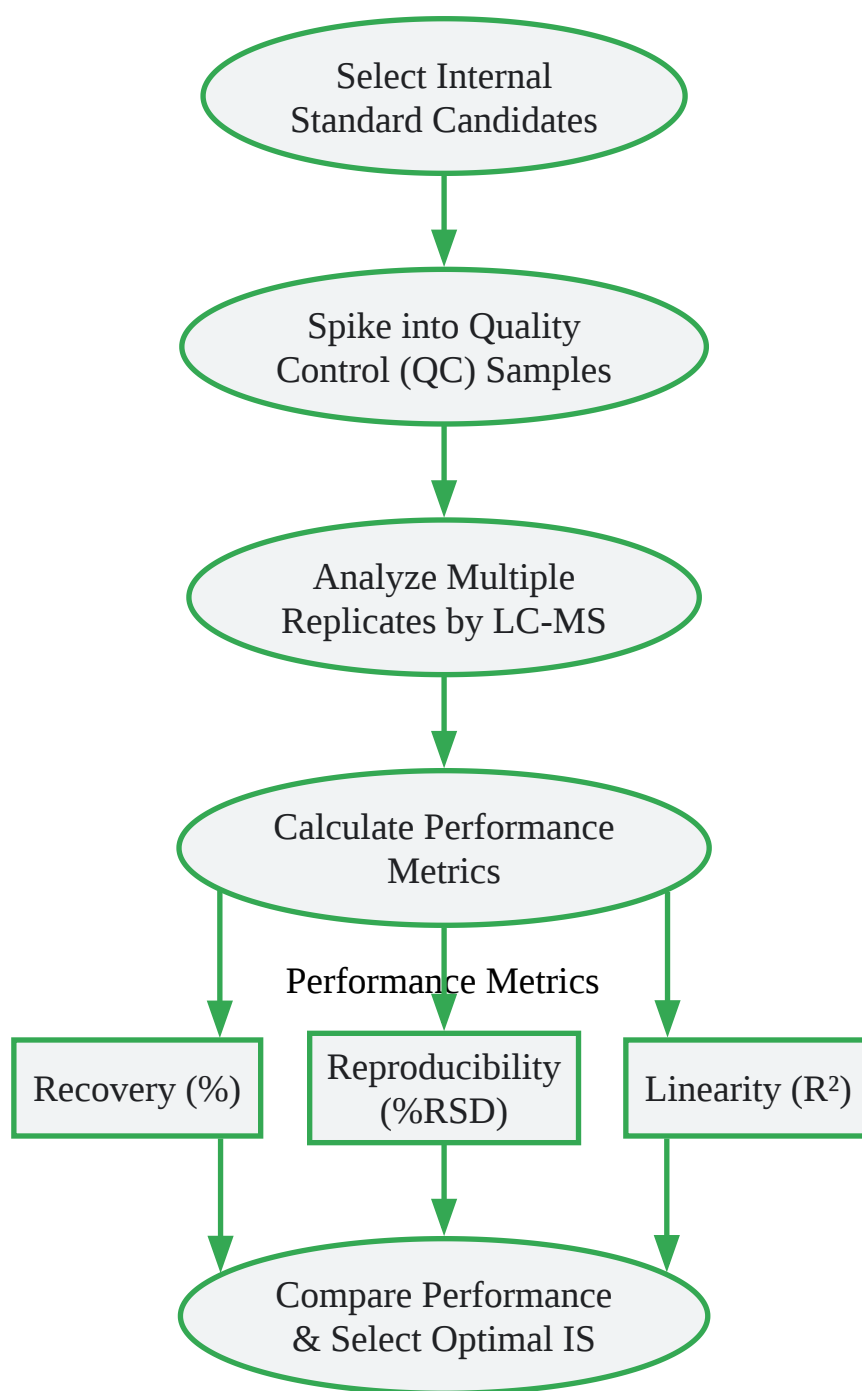 Select Internal
Standard Candidates
Spike into Quality
Control (QC) Samples
Analyze Multiple
Replicates by LC-MS
Calculate Performance
Metrics
Performance Metrics
Recovery (%)
Reproducibility
(%RSD)
Linearity (R²)
Compare Performance
& Select Optimal IS